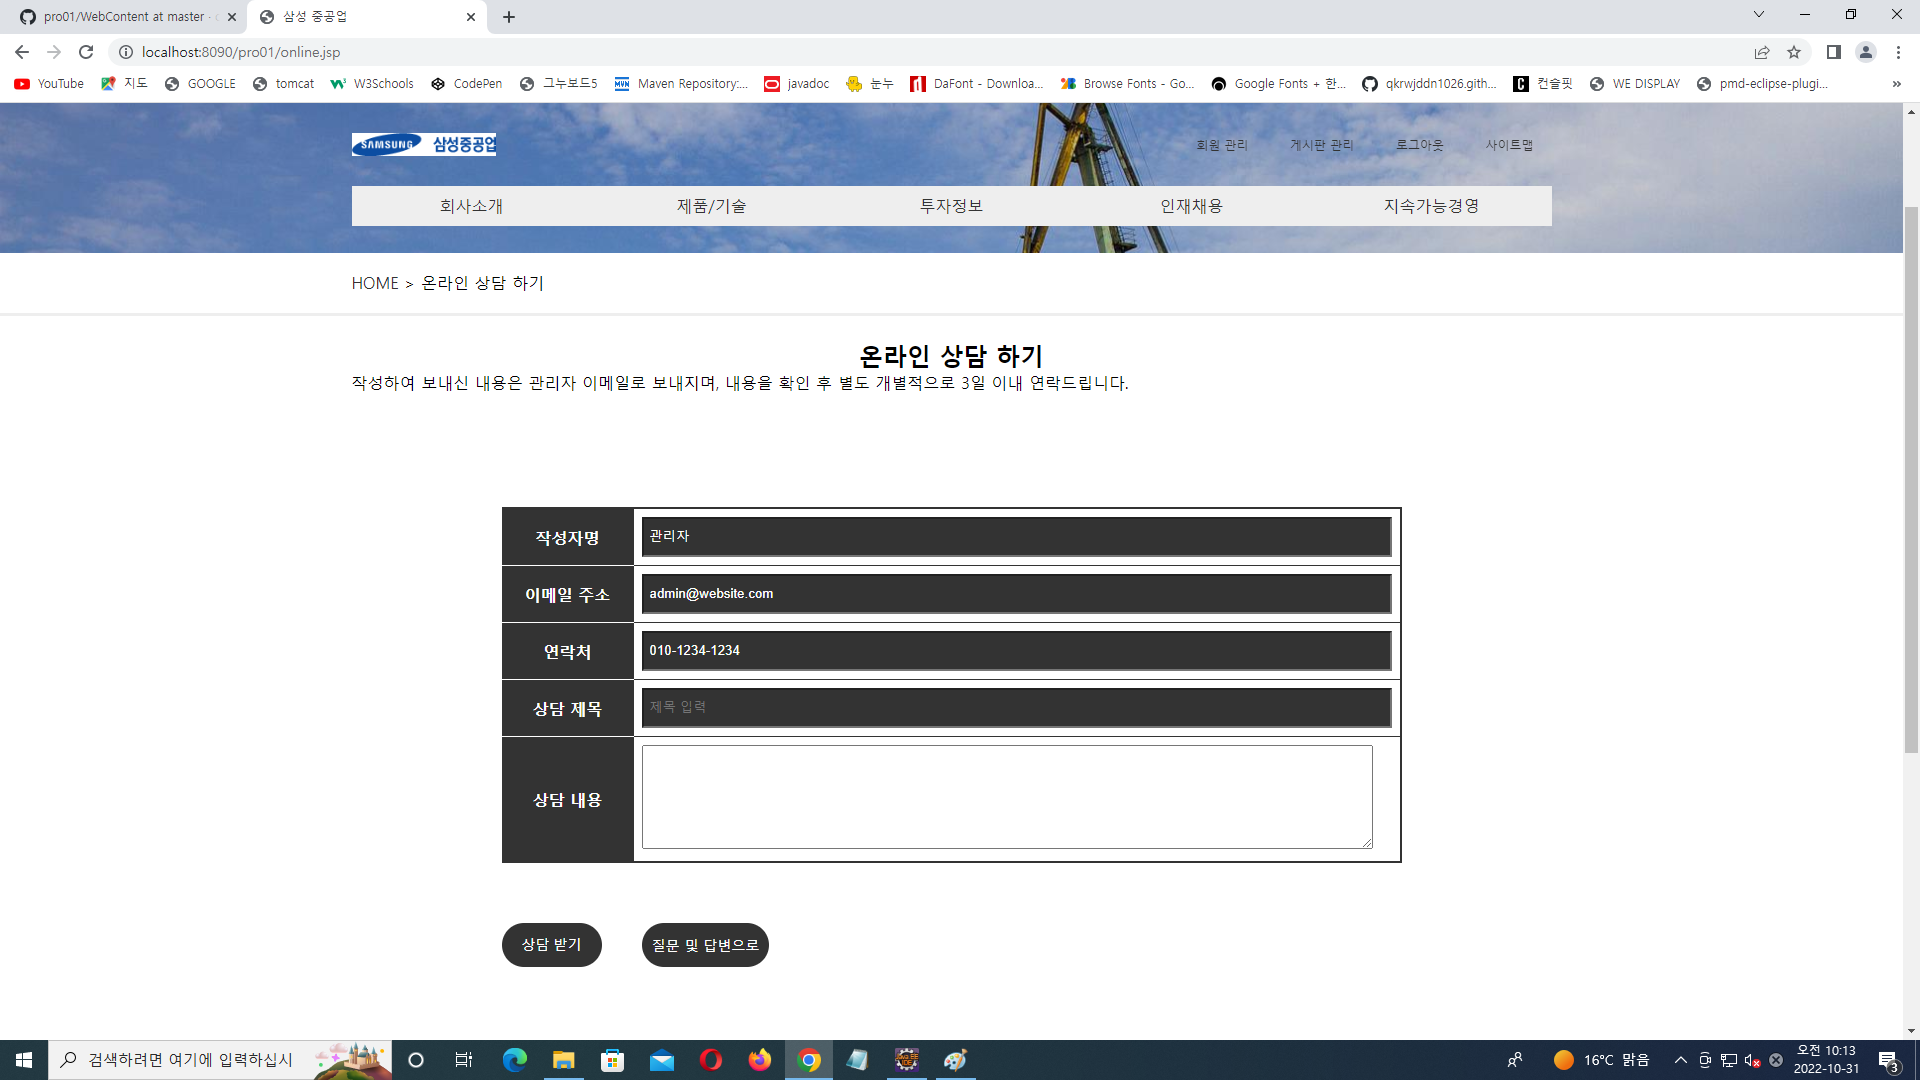 pro01/WebContent at master ·
삼성 중공업
localhost:8090/pro01/online.jsp
YouTube 지도 GOOGLE tomcat W3Schools CodePen 그누보드5 Maven Repository:... javadoc 눈누 DaFont - Downloa... Browse Fonts - Go... Google Fonts + 한... qkrwjddn1026.gith... 컨슬핏 WE DISPLAY pmd-eclipse-plugi... »
SAMSUNG 삼성중공업
회원 관리 게시판 관리 로그아웃 사이트맵
회사소개 제품/기술 투자정보 인재채용 지속가능경영
HOME > 온라인 상담 하기
온라인 상담 하기
작성하여 보내신 내용은 관리자 이메일로 보내지며, 내용을 확인 후 별도 개별적으로 3일 이내 연락드립니다.
작성자명 관리자
이메일 주소 admin@website.com
연락처 010-1234-1234
상담 제목 제목 입력
상담 내용
상담 받기 질문 및 답변으로
검색하려면 여기에 입력하십시
16°C 맑음
오전 10:13
2022-10-31
3